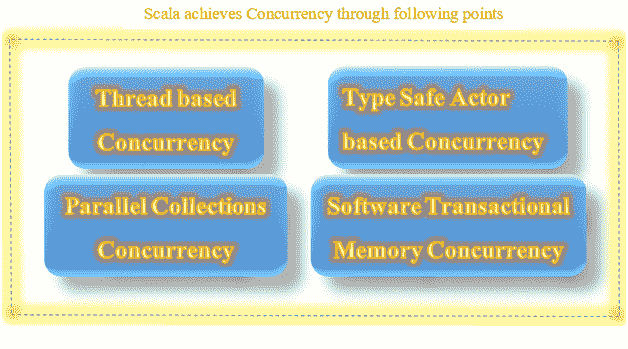 Scala achieves Concurrency through following points
Thread based
Concurrency
Type Safe Actor
based Concurrency
Parallel Collections
Concurrency
Software Transactional
Memory Concurrency